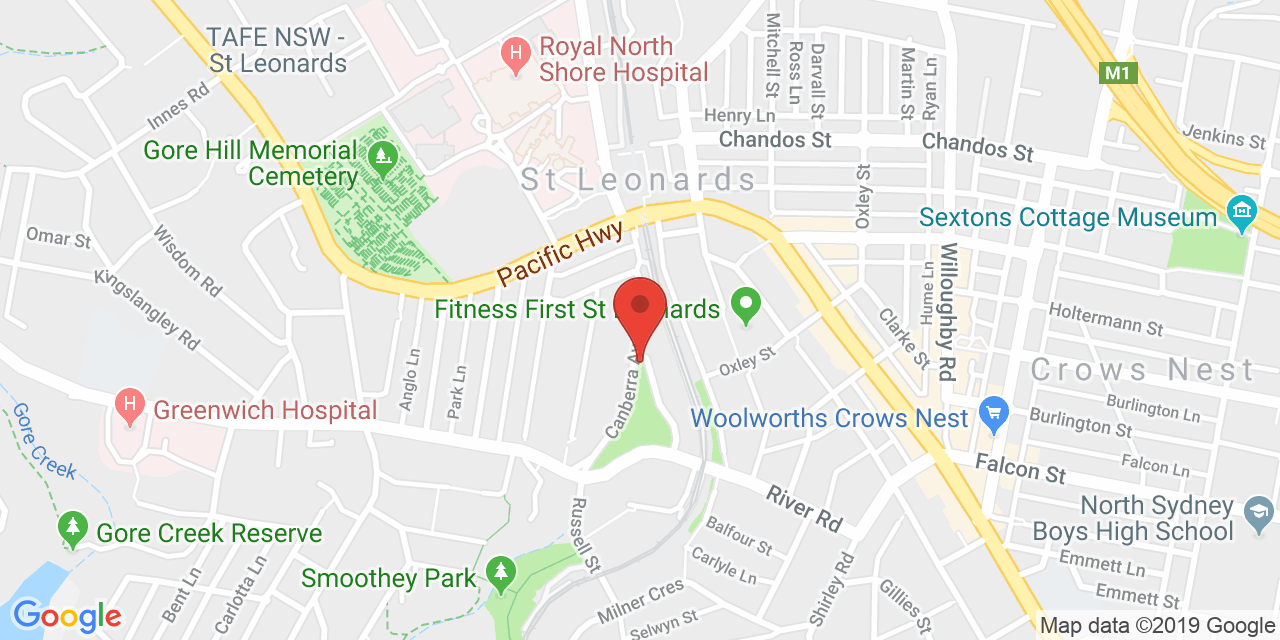 TAFE NSW -
St Leonards
Royal North
Shore Hospital
Mitchell St
Ross Ln
Darvall St
Martin St
Ryan Ln
M1
Innes Rd
Henry Ln
Chandos St
Chandos St
Jenkins St
Gore Hill Memorial
Cemetery
St Leonards
Oxley St
Sextons Cottage Museum
Omar St
Wisdom Rd
Kingslangley Rd
Pacific Hwy
Willoughby Rd
Hume Ln
Fitness First St
nards
Clarke St
Holtermann St
Anglo Ln
Park Ln
Canberra A
Oxley St
Crows Nest
Greenwich Hospital
Woolworths Crows Nest
Burlington Ln
Burlington St
Gore Creek
Falcon St
Falcon Ln
River Rd
Russell St
North Sydney
Boys High School
Gore Creek Reserve
Balfour St
Carlyle Ln
Emmett Ln
Emmett St
Smoothey Park
Bent Ln
Carlotta Ln
Milner Cres
Selwyn St
Shirley Rd
Gillies St
Google
Map data ©2019 Google